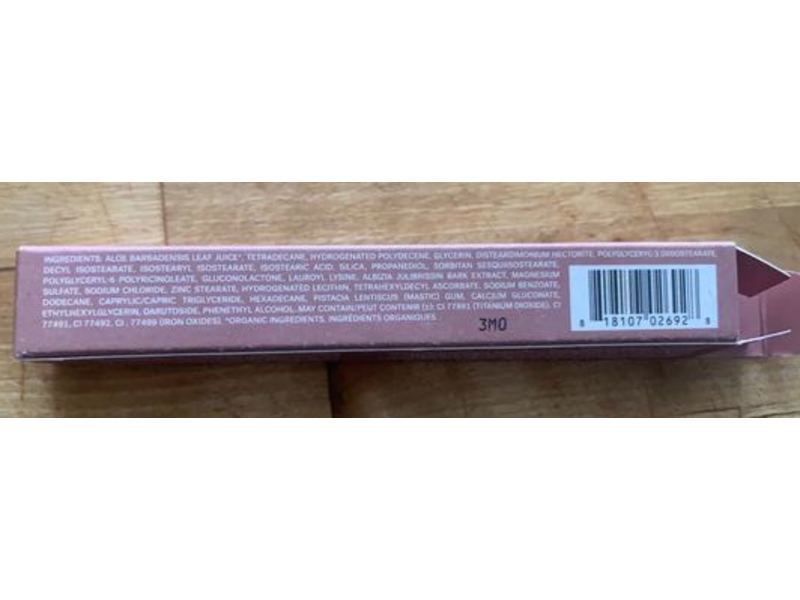 INGREDIENTS: ALOE BARBADENSIS LEAF JUICE*, TETRADECANE, HYDROGENATED POLYDECENE, GLYCERIN, DISTEARDIMONIUM HECTORITE, POLYGLYCERYL-3 DIISOSTEARATE,
DECYL ISOSTEARATE, ISOSTEARYL ISOSTEARATE, ISOSTEARIC ACID, SILICA, PROPANEDIOL, SORBITAN SESQUIISOSTEARATE,
POLYGLYCERYL-6 POLYRICINOLEATE, GLUCONOLACTONE, LAUROYL LYSINE, ALBIZIA JULIBRISSIN BARK EXTRACT, MAGNESIUM
SULFATE, SODIUM CHLORIDE, ZINC STEARATE, HYDROGENATED LECITHIN, TETRAHEXYLDECYL ASCORBATE, SODIUM BENZOATE,
DODECANE, CAPRYLIC/CAPRIC TRIGLYCERIDE, HEXADECANE, PISTACIA LENTISCUS (MASTIC) GUM, CALCIUM GLUCONATE,
ETHYLHEXYLGLYCERIN, DARUTOSIDE, PHENETHYL ALCOHOL. MAY CONTAIN/PEUT CONTENIR (±): CI 77891 (TITANIUM DIOXIDE), CI
77491, CI 77492, CI . 77499 (IRON OXIDES). *ORGANIC INGREDIENTS. INGRÉDIENTS ORGANIQUES
3MO
8 18107 02692 8